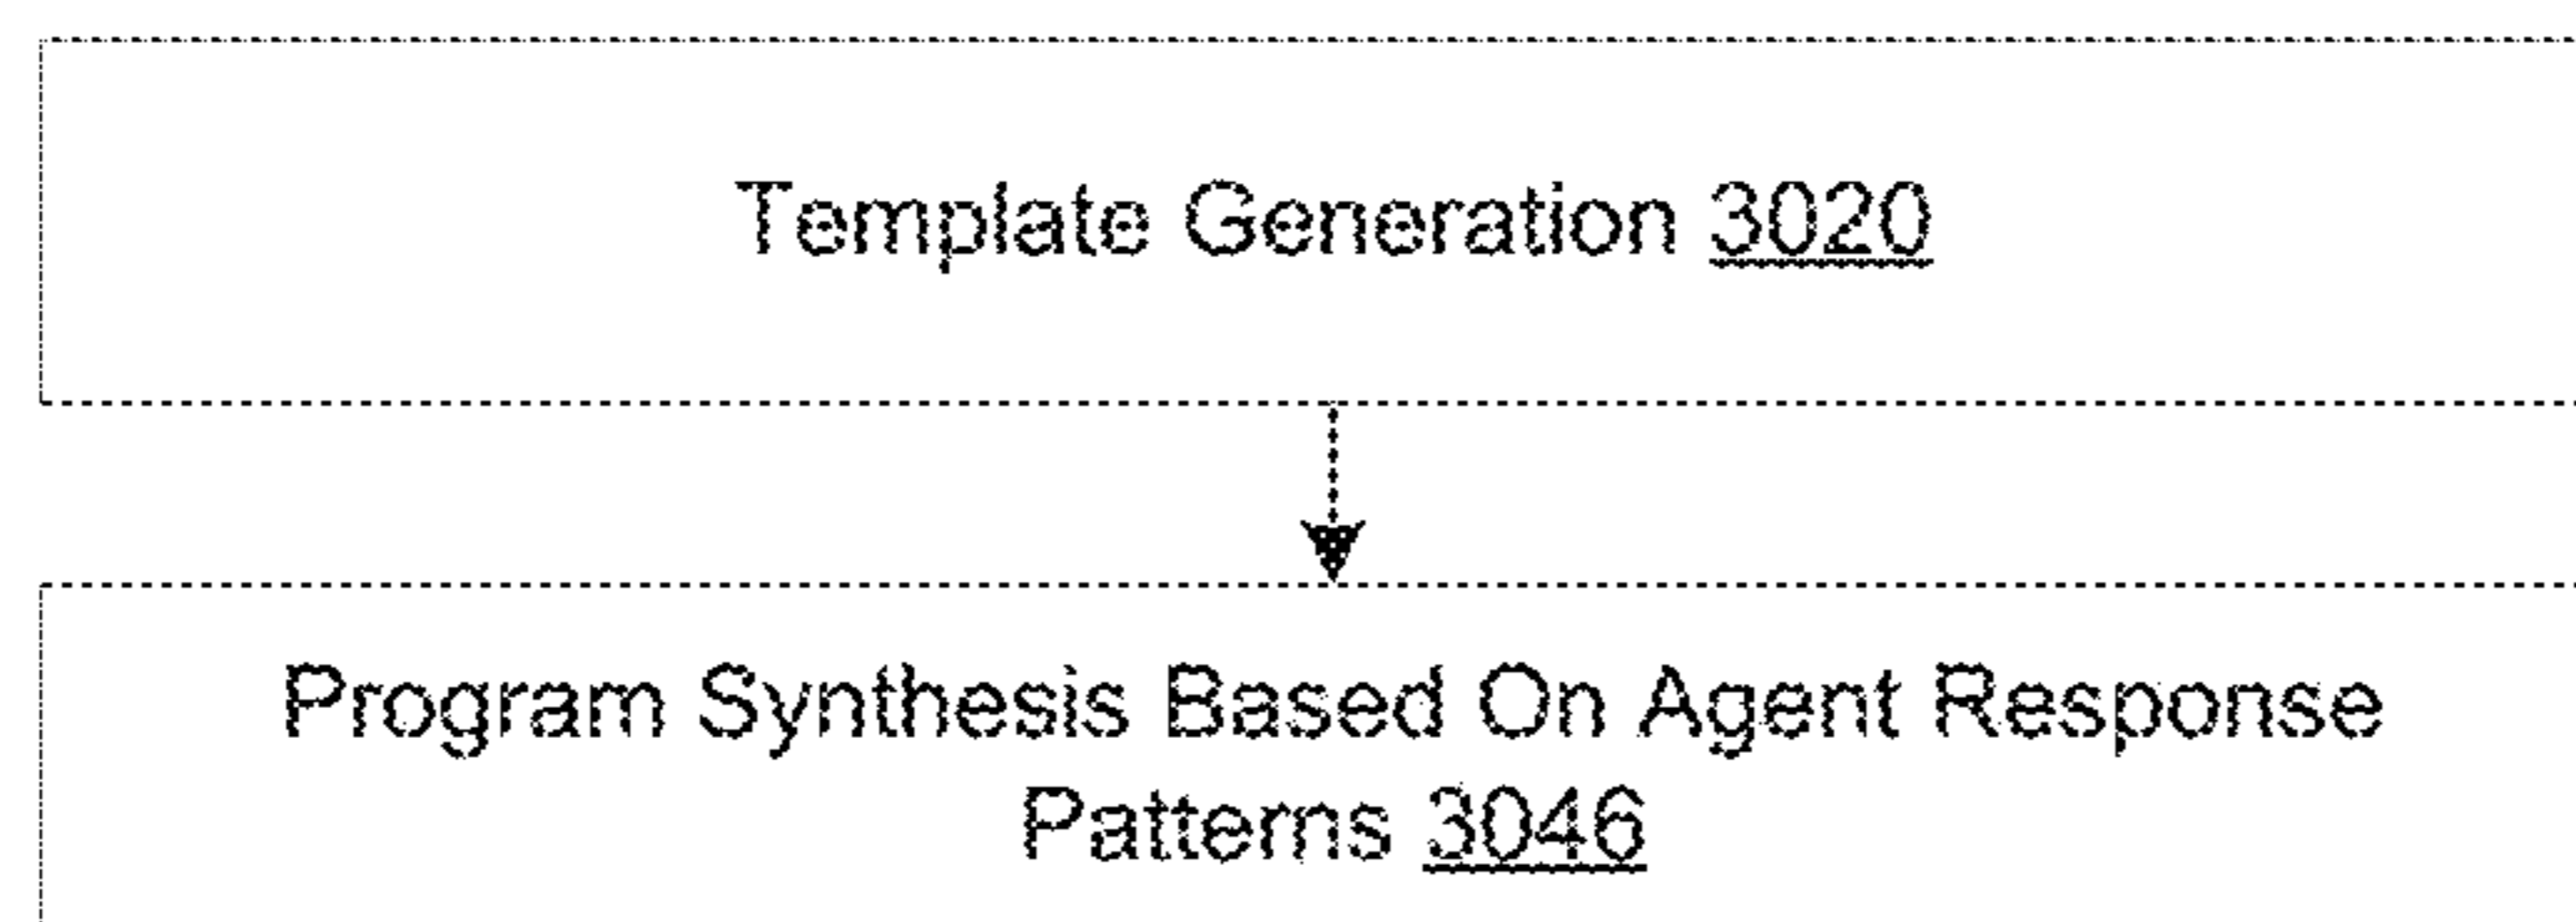 Template Generation 3020
Program Synthesis Based On Agent Response
Patterns 3046